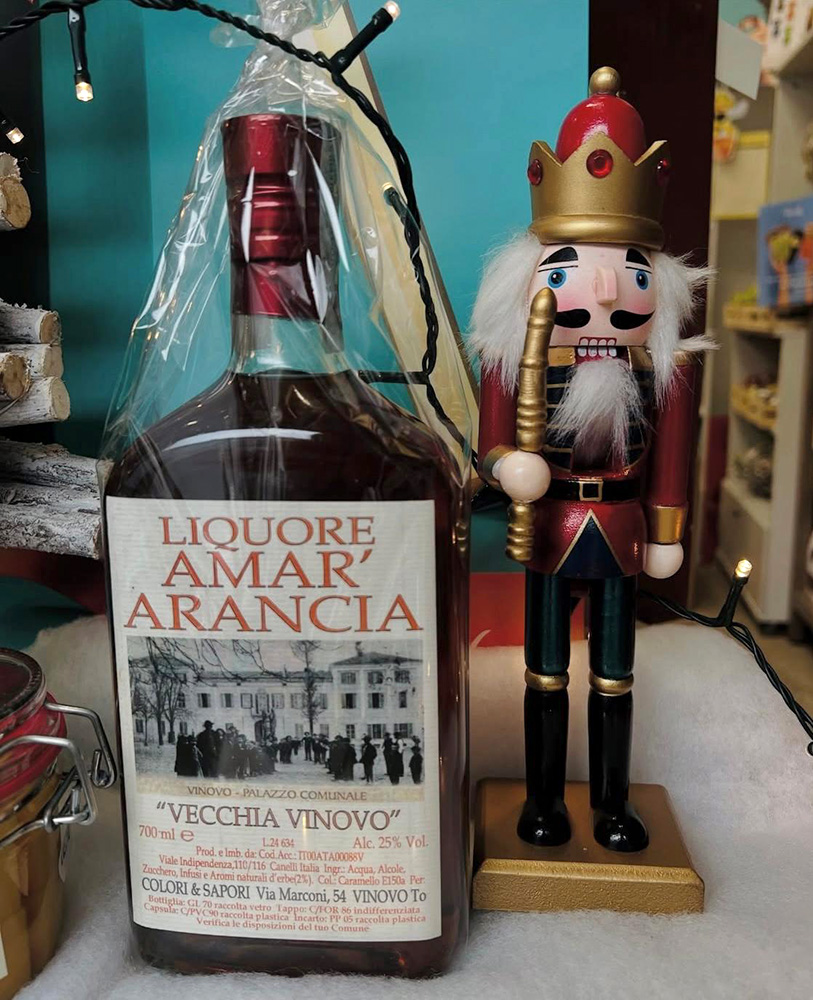 LIQUORE
AMAR'
ARANCIA
VINOVO - PALAZZO COMUNALE
"VECCHIA VINOVO"
700 ml e L.24 634 Alc. 25% Vol.
Prod. e Imb. da: Cod.Acc.: IT00ATA00088V
Viale Indipendenza,110/116 Canelli Italia Ingr.: Acqua, Alcole,
Zucchero, Infusi e Aromi naturali d'erbe(2%). Col.: Caramello E150a Per:
COLORI & SAPORI Via Marconi, 54 VINOVO To
Bottiglia: GL 70 raccolta vetro Tappo: C/FOR 86 indifferenziata
Capsula: C/PVC90 raccolta plastica Incarto: PP 05 raccolta plastica
Verifica le disposizioni del tuo Comune